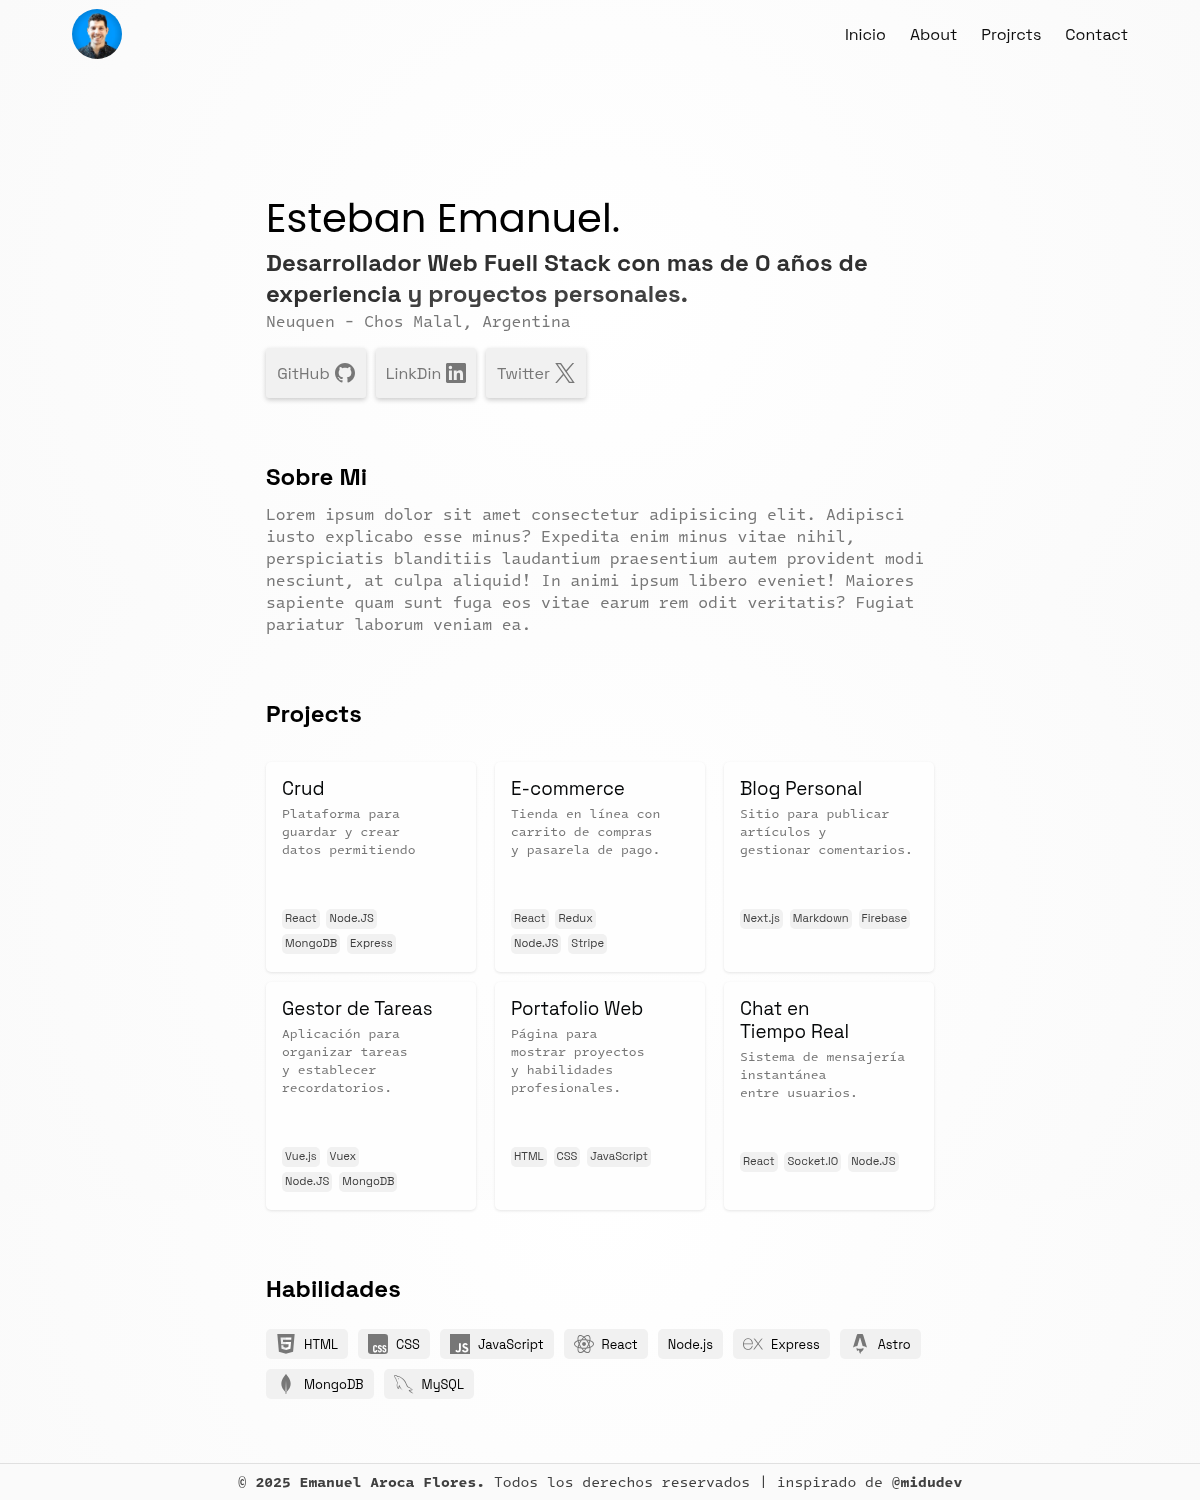 Inicio About Projrcts Contact
Esteban Emanuel.
Desarrollador Web Fuell Stack con mas de 0 años de
experiencia y proyectos personales.
Neuquen - Chos Malal, Argentina
GitHub LinkDin Twitter
Sobre Mi
Lorem ipsum dolor sit amet consectetur adipisicing elit. Adipisci
iusto explicabo esse minus? Expedita enim minus vitae nihil,
perspiciatis blanditiis laudantium praesentium autem provident modi
nesciunt, at culpa aliquid! In animi ipsum libero eveniet! Maiores
sapiente quam sunt fuga eos vitae earum rem odit veritatis? Fugiat
pariatur laborum veniam ea.
Projects
Crud
Plataforma para
guardar y crear
datos permitiendo
React Node.JS
MongoDB Express
E-commerce
Tienda en línea con
carrito de compras
y pasarela de pago.
React Redux
Node.JS Stripe
Blog Personal
Sitio para publicar
artículos y
gestionar comentarios.
Next.js Markdown Firebase
Gestor de Tareas
Aplicación para
organizar tareas
y establecer
recordatorios.
Vue.js Vuex
Node.JS MongoDB
Portafolio Web
Página para
mostrar proyectos
y habilidades
profesionales.
HTML CSS JavaScript
Chat en
Tiempo Real
Sistema de mensajería
instantánea
entre usuarios.
React Socket.IO Node.JS
Habilidades
HTML CSS JavaScript React Node.js Express Astro
MongoDB MySQL
© 2025 Emanuel Aroca Flores. Todos los derechos reservados | inspirado de @midudev